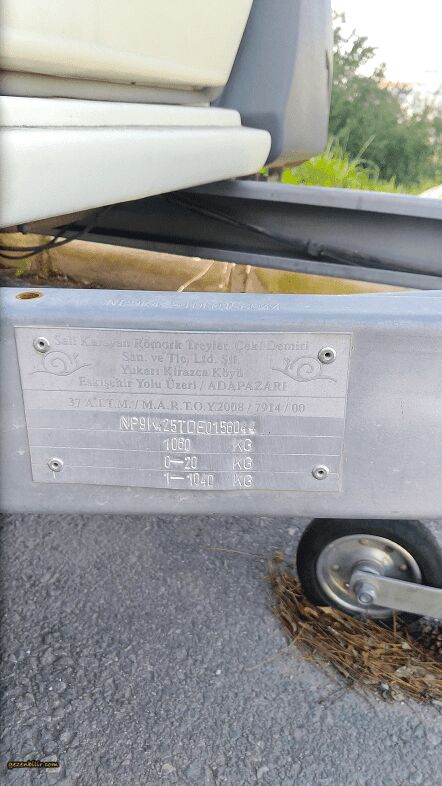 Sali Karavan Römork Treyler Çeki Demiri
San. ve Tic. Ltd. Şti.
Yukarı Kirazca Köyü
Eskişehir Yolu Üzeri / ADAPAZARI
37 A.İ.T.M. / M.A.R.T.O.Y.2008 / 7914 / 00
1060 KG
0-20 KG
1-1040 KG
gezenbilir.com